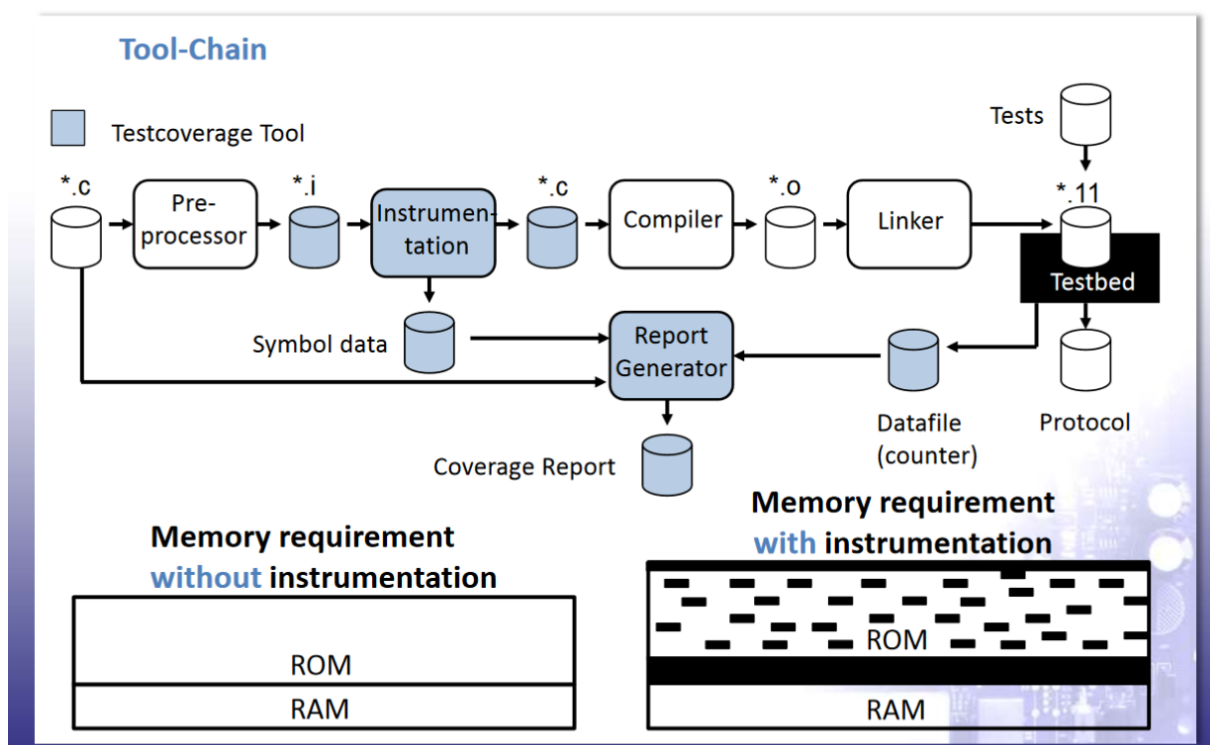 Tool-Chain
Testcoverage Tool
Tests
*.c
Pre-
processor
*.i
Instrumen-
tation
*.c
Compiler
*.o
Linker
*.11
Testbed
Symbol data
Report
Generator
Datafile
(counter)
Protocol
Coverage Report
Memory requirement
without instrumentation
ROM
RAM
Memory requirement
with instrumentation
ROM
RAM